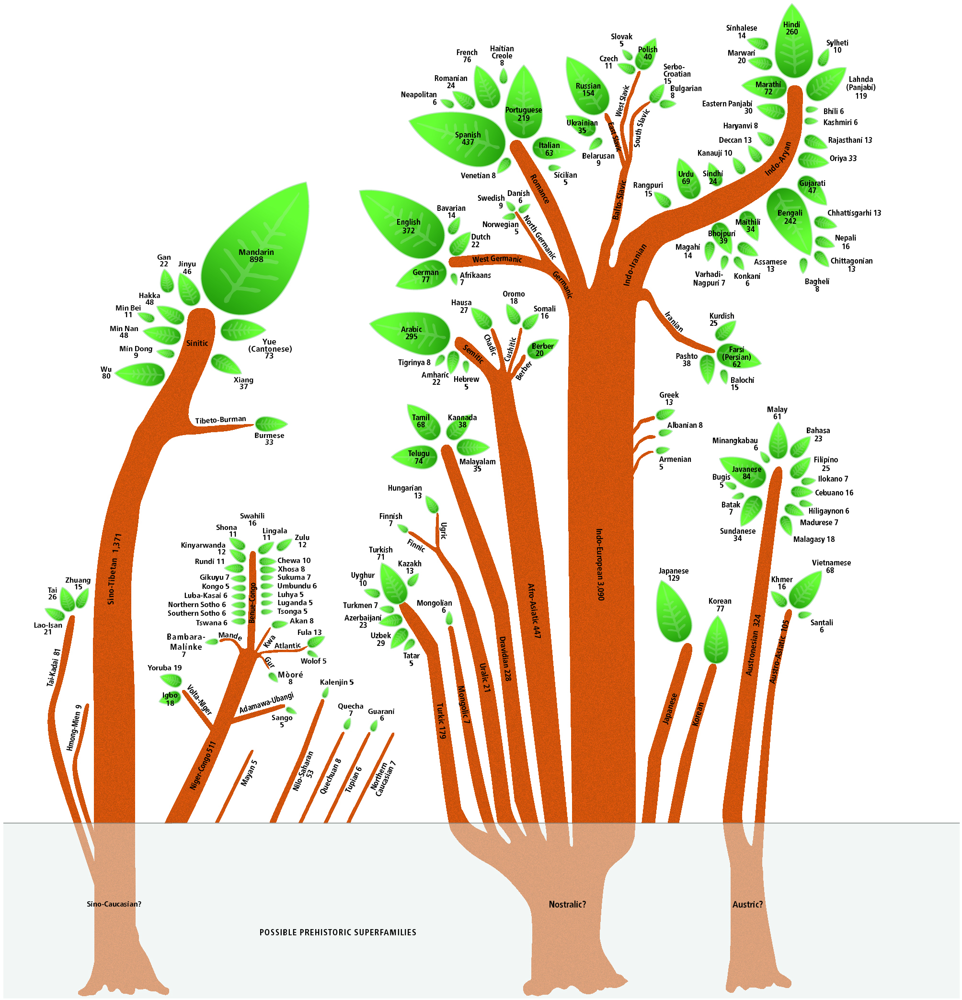 Gan
22
Jinyu
46
Mandarin
898
Hakka
48
Min Bei
11
Min Nan
48
Min Dong
9
Wu
80
Sinitic
Yue
(Cantonese)
73
Xiang
37
Tibeto-Burman
Burmese
33
Sino-Tibetan 1,371
Zhuang
15
Tai
26
Lao-Isan
21
Tai-Kadai 81
Hmong-Mien 9
Swahili
16
Shona
11
Lingala
11
Zulu
12
Kinyarwanda
12
Rundi 11
Gikuyu 7
Kongo 5
Luba-Kasai 6
Northern Sotho 6
Southern Sotho 6
Tswana 6
Chewa 10
Xhosa 8
Sukuma 7
Umbundu 6
Luhya 5
Luganda 5
Tsonga 5
Benue-Congo
Akan 8
Kwa
Mande
Bambara-
Malinke
7
Fula 13
Atlantic
Wolof 5
Gur
Mòoré
8
Yoruba 19
Igbo
18
Volta-Niger
Adamawa-Ubangi
Sango
5
Niger-Congo 511
Mayan 5
Kalenjin 5
Nilo-Saharan
53
Quecha
7
Quechuan 8
Guarani
6
Tupian 6
Northern
Caucasian 7
French
76
Haitian
Creole
8
Romanian
24
Neapolitan
6
Portuguese
219
Spanish
437
Italian
63
Venetian 8
Sicilian
5
Romance
Swedish
9
Danish
6
Norwegian
5
North Germanic
Bavarian
14
English
372
Dutch
22
West Germanic
German
77
Afrikaans
7
Germanic
Slovak
5
Polish
40
Czech
11
Russian
154
Serbo-
Croatian
15
Bulgarian
8
West Slavic
Ukrainian
35
East Slavic
South Slavic
Belarusan
9
Balto-Slavic
Hindi
260
Sinhalese
14
Sylheti
10
Marwari
20
Marathi
72
Lahnda
(Panjabi)
119
Eastern Panjabi
30
Bhili 6
Kashmiri 6
Haryanvi 8
Deccan 13
Rajasthani 13
Kanauji 10
Oriya 33
Indo-Aryan
Urdu
69
Sindhi
24
Rangpuri
15
Gujarati
47
Bengali
242
Chhattisgarhi 13
Maithili
34
Bhojpuri
39
Magahi
14
Nepali
16
Assamese
13
Chittagonian
13
Varhadi-
Nagpuri 7
Konkani
6
Bagheli
8
Indo-Iranian
Iranian
Kurdish
25
Farsi
(Persian)
62
Pashto
38
Balochi
15
Greek
13
Albanian 8
Armenian
5
Indo-European 3,090
Hausa
27
Oromo
18
Somali
16
Arabic
295
Chadic
Cushitic
Semitic
Berber
20
Berber
Tigrinya 8
Amharic
22
Hebrew
5
Afro-Asiatic 447
Tamil
68
Kannada
38
Telugu
74
Malayalam
35
Dravidian 228
Hungarian
13
Finnish
7
Ugric
Finnic
Uralic 21
Turkish
71
Kazakh
13
Uyghur
10
Turkmen 7
Azerbaijani
23
Uzbek
29
Tatar
5
Turkic 179
Mongolian
6
Mongolic 7
Japanese
129
Japanese
Korean
77
Korean
Malay
61
Bahasa
23
Minangkabau
6
Filipino
25
Javanese
84
Ilokano 7
Bugis
5
Cebuano 16
Batak
7
Hiligaynon 6
Madurese 7
Sundanese
34
Malagasy 18
Austronesian 324
Vietnamese
68
Khmer
16
Santali
6
Austro-Asiatic 105
Sino-Caucasian?
Nostralic?
Austric?
POSSIBLE PREHISTORIC SUPERFAMILIES